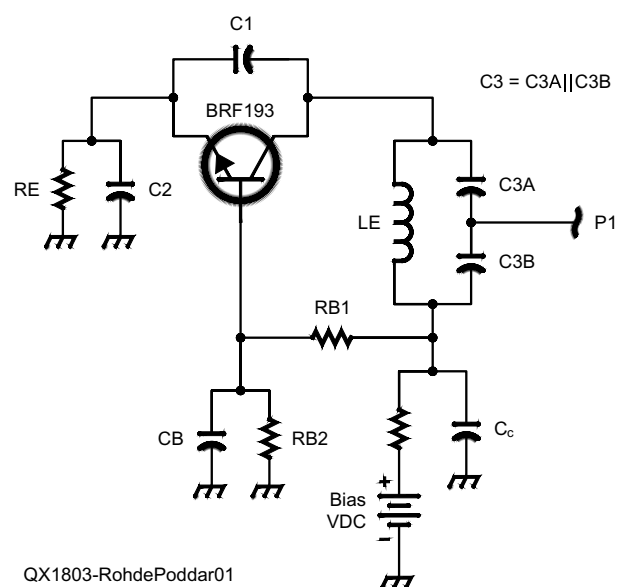 C1
C3 = C3A||C3B
BRF193
RE
C2
C3A
LE
P1
C3B
RB1
CB
RB2
Cc
+
Bias
VDC
-
QX1803-RohdePoddar01